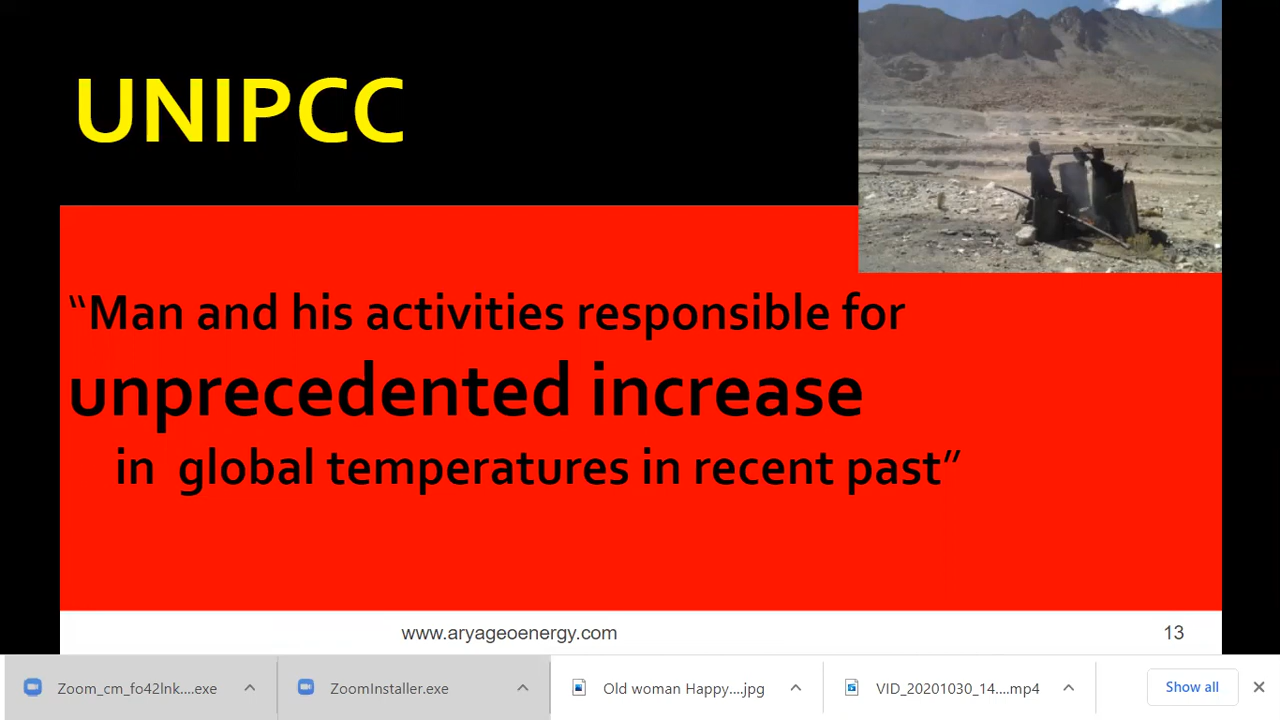 UNIPCC
“Man and his activities responsible for
unprecedented increase
in global temperatures in recent past”
www.aryageoenergy.com
13
Zoom_cm_fo42lnk....exe
ZoomInstaller.exe
Old woman Happy....jpg
VID_20201030_14....mp4
Show all